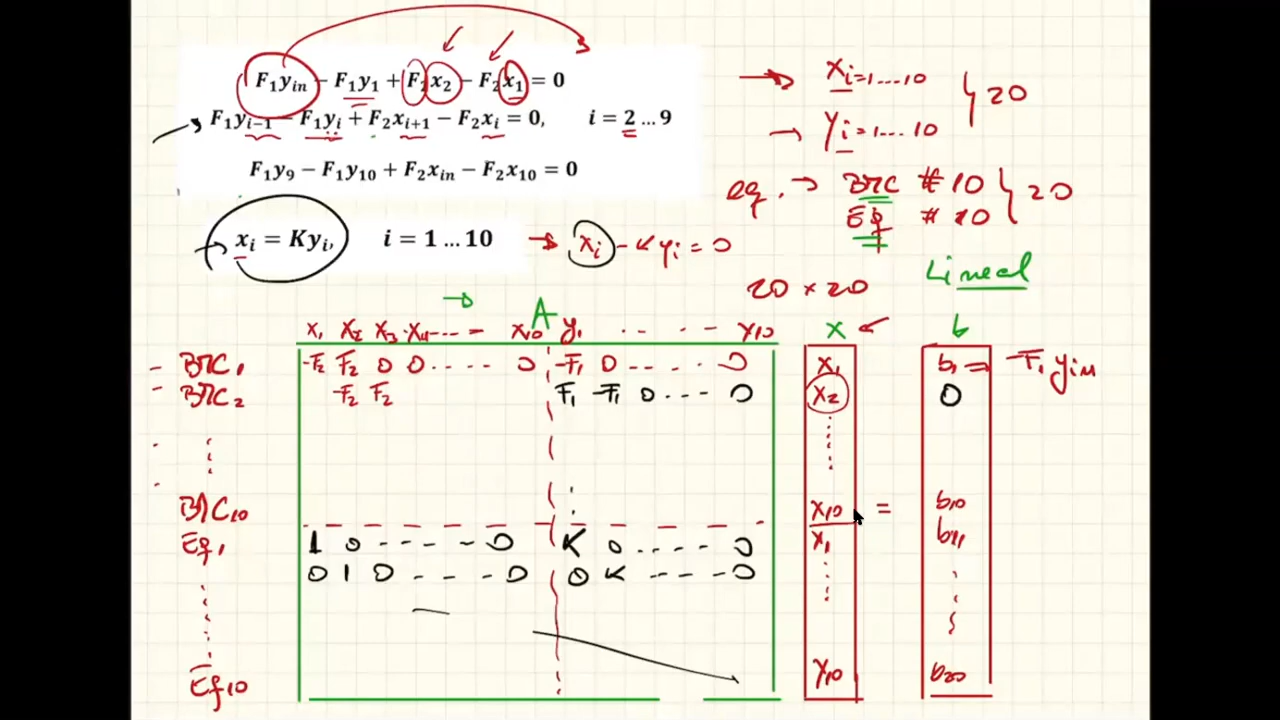 F₁yᵢₙ − F₁y₁ + F₂x₂ − F₂x₁ = 0
F₁yᵢ₋₁ − F₁yᵢ + F₂xᵢ₊₁ − F₂xᵢ = 0, i = 2 … 9
F₁y₉ − F₁y₁₀ + F₂xᵢₙ − F₂x₁₀ = 0
xᵢ = Kyᵢ, i = 1 … 10 → xᵢ − Kyᵢ = 0
→ xᵢ=1....10
→ yᵢ=1....10 } 20
eq. → BMC # 10
Eq # 10 } 20
20 × 20
Lineal
A x b
x₁ x₂ x₃ x₄ ... - x₁₀ y₁ . . . - y₁₀
BMC₁ -F₂ F₂ 0 0 .... 0 -F₁ 0 --... 0 x₁ b₁ = -F₁yin
BMC₂ -F₂ F₂ F₁ -F₁ 0 --- 0 x₂ 0
BMC₁₀ x₁₀ = b₁₀
Eq₁ 1 0 ----- 0 K 0 .... 0 x₁ b₁₁
0 1 0 --- 0 0 K ---- 0
Eq₁₀ y₁₀ b₂₀